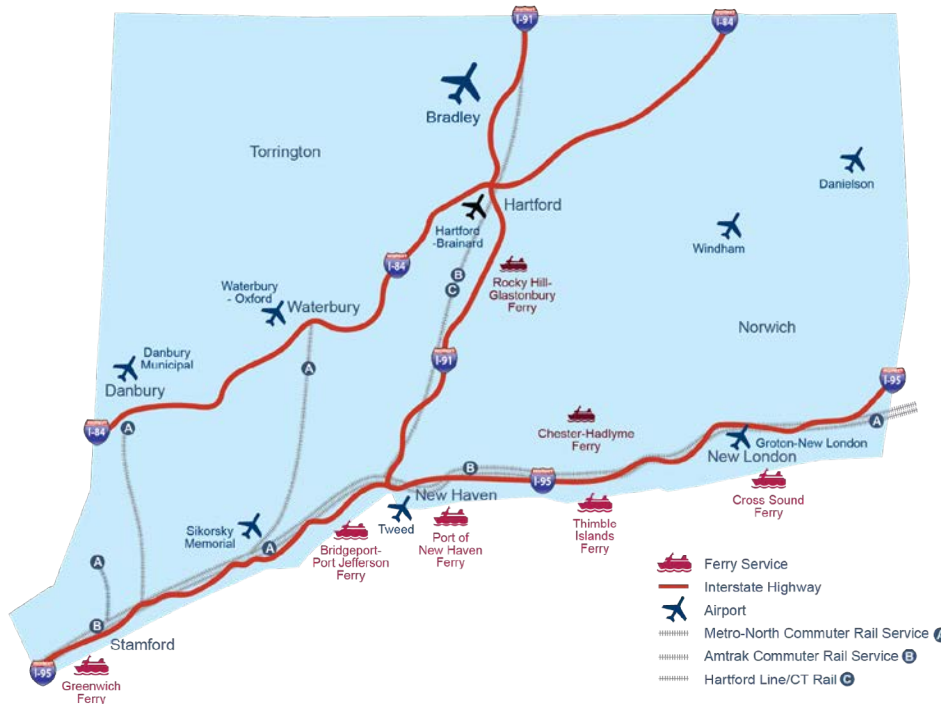 I-91
I-84
Bradley
Torrington
Danielson
Hartford
Hartford
-Brainard
Windham
I-84
B
C
Rocky Hill-
Glastonbury
Ferry
Waterbury
- Oxford
Waterbury
Norwich
Danbury
Municipal
Danbury
A
I-91
I-95
I-84
A
Chester-Hadlyme
Ferry
A
Groton-New London
New London
B
I-95
New Haven
Cross Sound
Ferry
Sikorsky
Memorial
A
Tweed
Bridgeport-
Port Jefferson
Ferry
Port of
New Haven
Ferry
Thimble
Islands
Ferry
A
B
Stamford
I-95
Greenwich
Ferry
Ferry Service
Interstate Highway
Airport
Metro-North Commuter Rail Service A
Amtrak Commuter Rail Service B
Hartford Line/CT Rail C